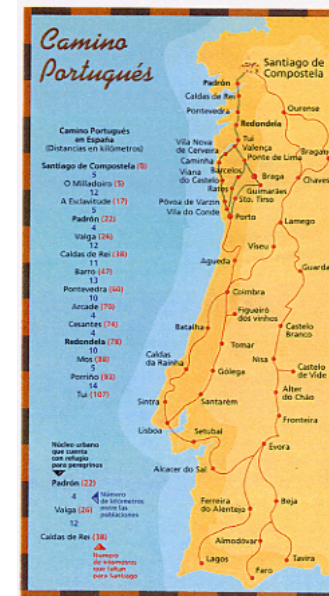 Camino
Portugués
Camino Portugués
en España
(Distancias en kilómetros)
Santiago de Compostela (0)
5
O Milladoiro (5)
12
A Esclavitude (17)
5
Padrón (22)
4
Valga (26)
12
Caldas de Rei (38)
11
Barro (47)
13
Pontevedra (60)
10
Arcade (70)
4
Cesantes (74)
4
Redondela (78)
10
Mos (88)
5
Porriño (93)
14
Tui (107)
Núcleo urbano
que cuenta
con refugio
para peregrinos
Padrón (22)
4
Número
de kilómetros
entre las
poblaciones
Valga (26)
12
Caldas de Rei (38)
Número
de kilómetros
que faltan
para Santiago
Santiago de
Compostela
Padrón
Caldas de Rei
Pontevedra
Ourense
Redondela
Tui
Vila Nova
de Cerveira
Valença
Ponte de Lima
Caminha
Viana
do Castelo
Barcelos
Braga
Chaves
Rates
Guimarães
Póvoa de Varzin
Sto. Tirso
Vila do Conde
Porto
Lamego
Viseu
Agueda
Guarda
Coimbra
Figueiró
dos vinhos
Batalha
Castelo
Branco
Tomar
Caldas
da Rainha
Nisa
Castelo
de Vide
Gólega
Alter
do Chão
Sintra
Santarém
Fronteira
Lisboa
Setubal
Evora
Alcacer do Sal
Ferreira
do Alentejo
Beja
Almodôvar
Lagos
Tavira
Faro